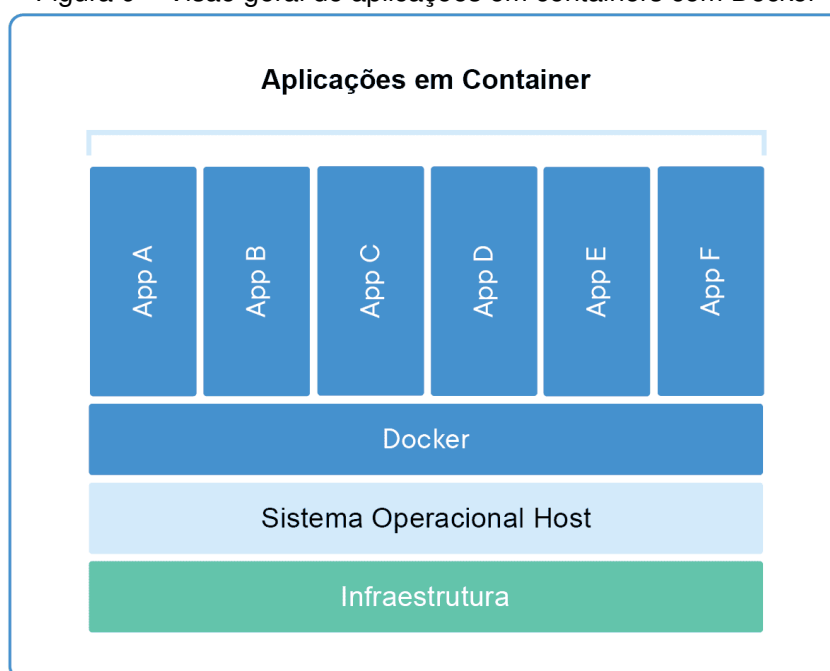 Aplicações em Container
App A
App B
App C
App D
App E
App F
Docker
Sistema Operacional Host
Infraestrutura